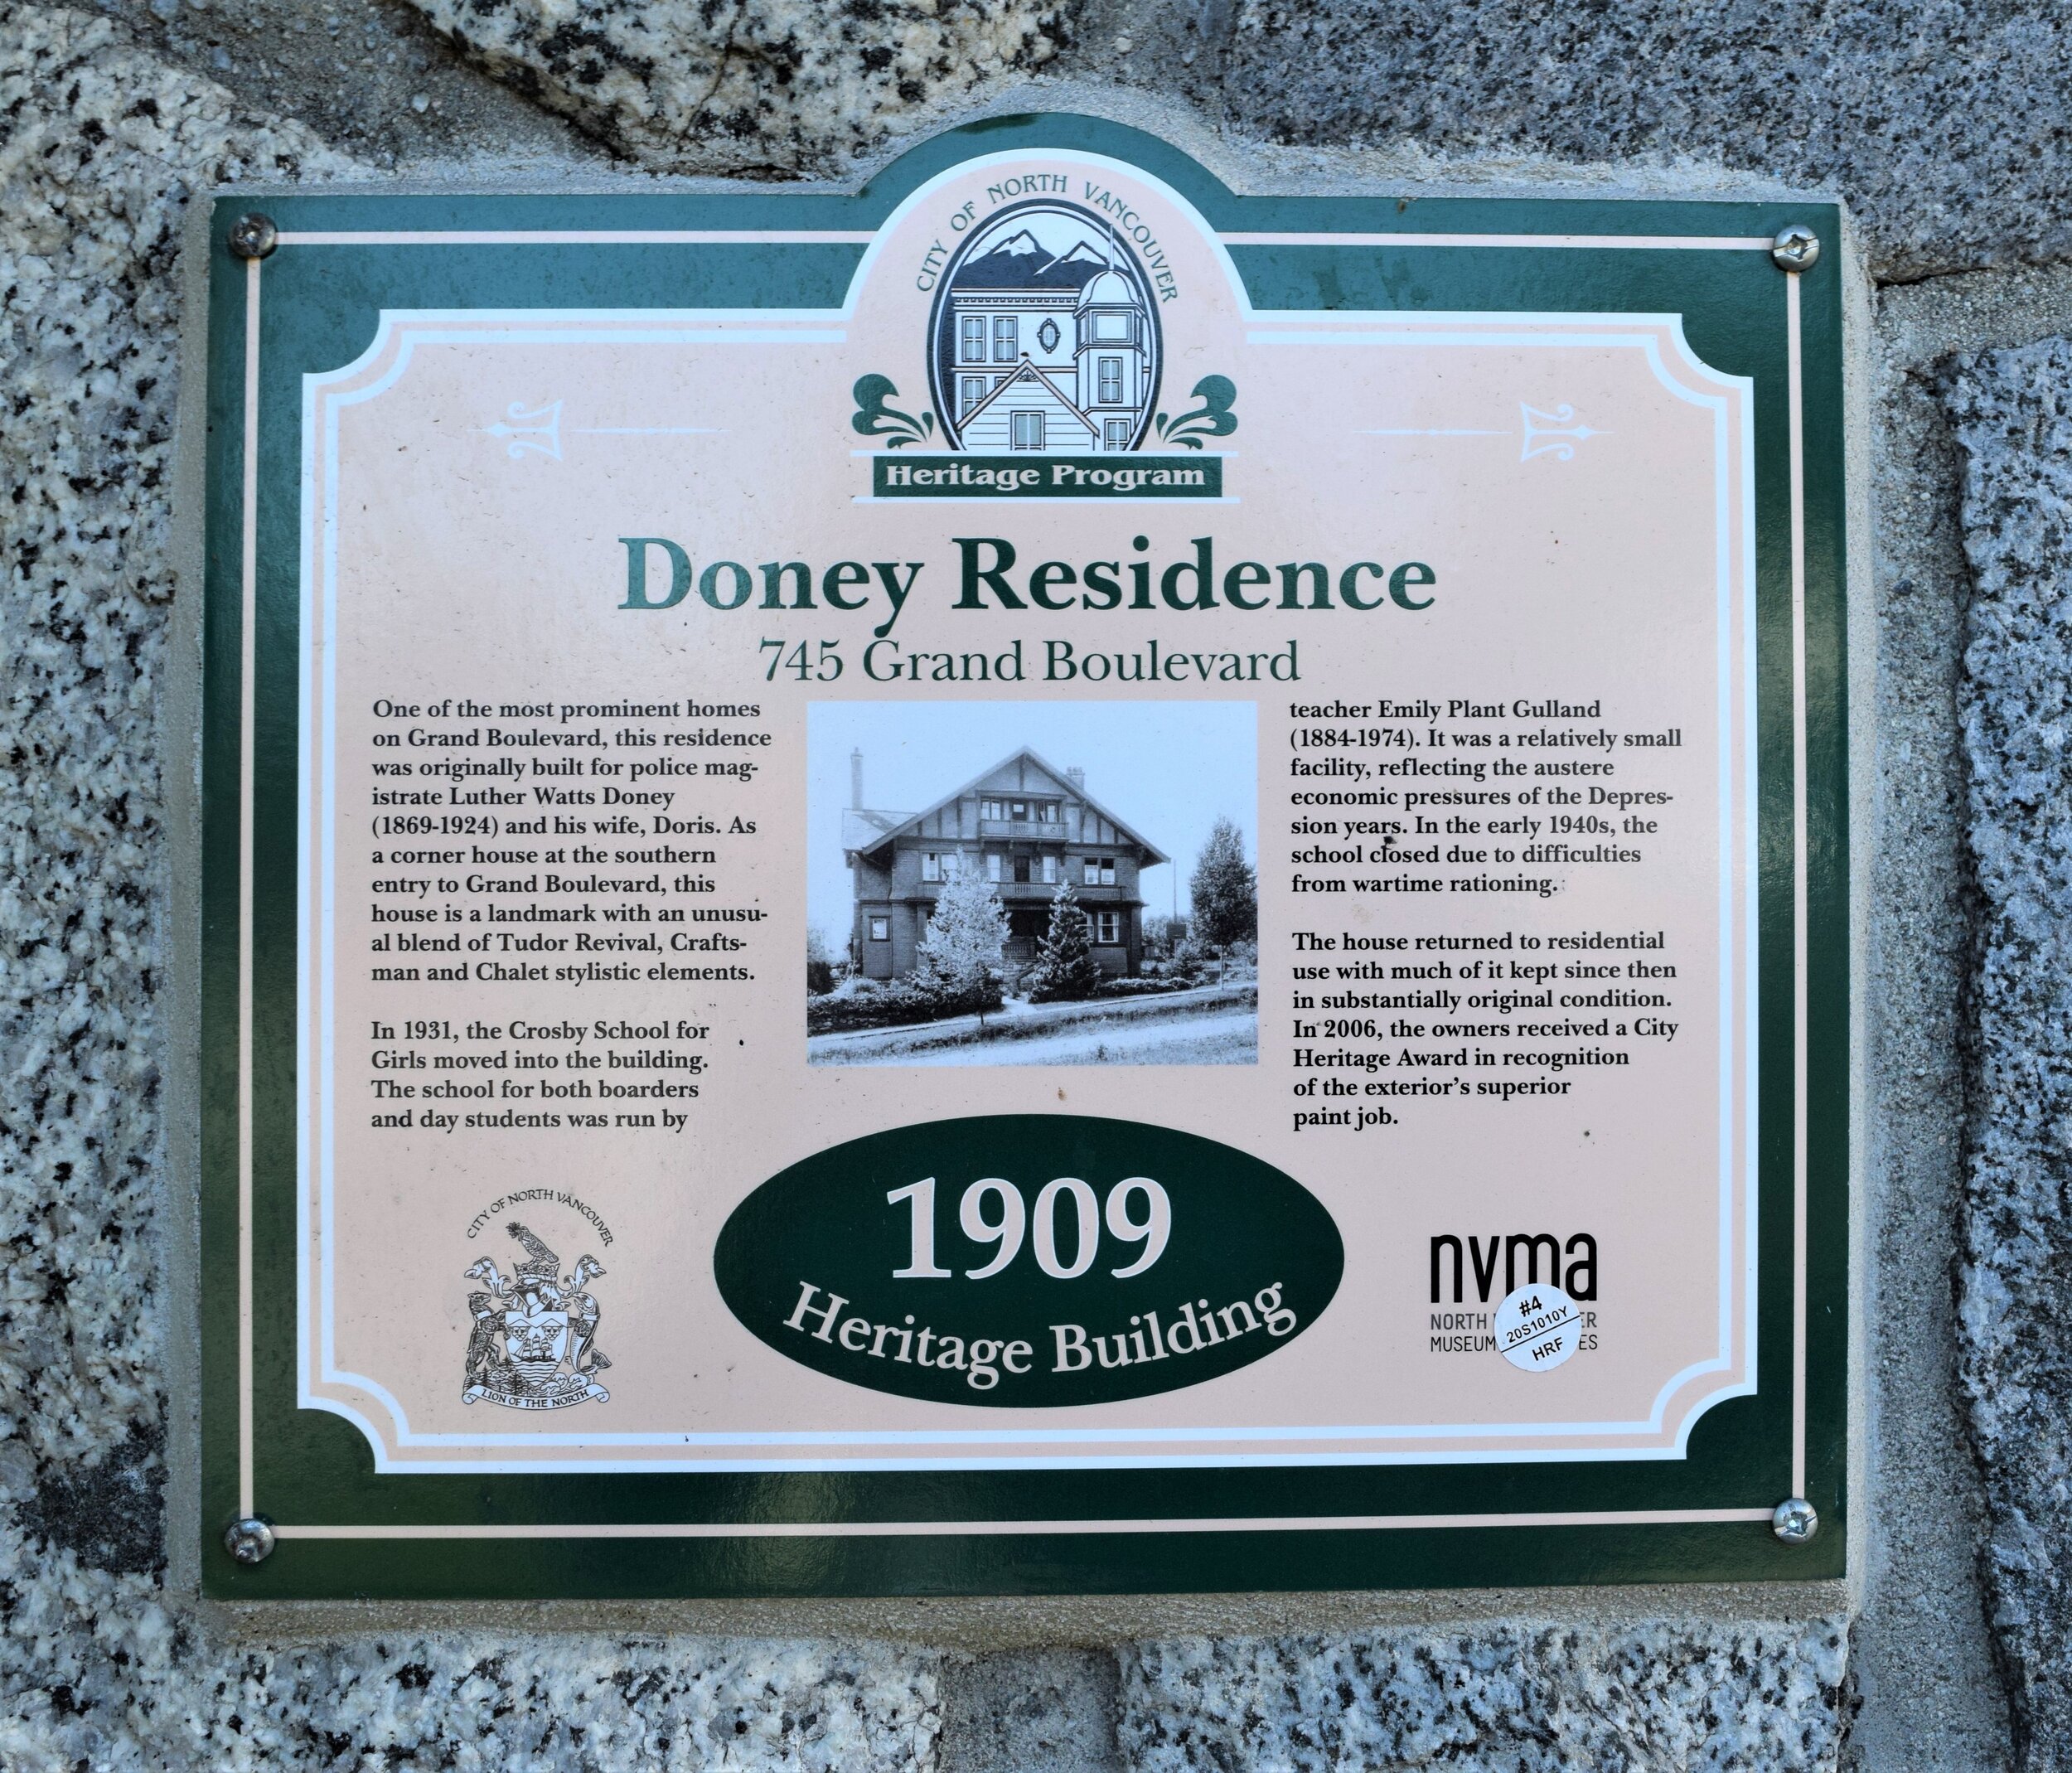 CITY OF NORTH VANCOUVER
Heritage Program
Doney Residence
745 Grand Boulevard
One of the most prominent homes
on Grand Boulevard, this residence
was originally built for police mag-
istrate Luther Watts Doney
(1869-1924) and his wife, Doris. As
a corner house at the southern
entry to Grand Boulevard, this
house is a landmark with an unusu-
al blend of Tudor Revival, Crafts-
man and Chalet stylistic elements.
In 1931, the Crosby School for
Girls moved into the building.
The school for both boarders
and day students was run by
teacher Emily Plant Gulland
(1884-1974). It was a relatively small
facility, reflecting the austere
economic pressures of the Depres-
sion years. In the early 1940s, the
school closed due to difficulties
from wartime rationing.
The house returned to residential
use with much of it kept since then
in substantially original condition.
In 2006, the owners received a City
Heritage Award in recognition
of the exterior's superior
paint job.
CITY OF NORTH VANCOUVER
LION OF THE NORTH
1909
Heritage Building
nvma
NORTH
MUSEUM
#4
20S1010Y
HRF